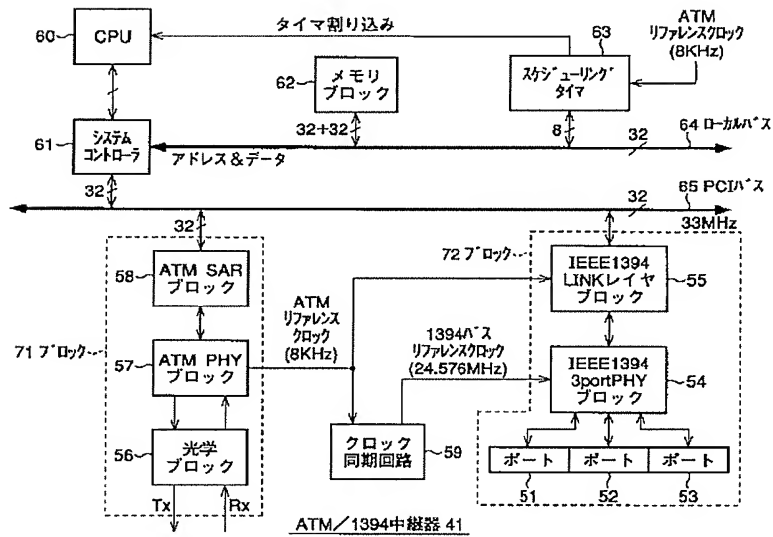 60
CPU
タイマ割り込み
63
ATM
リファレンスクロック
(8KHz)
62
メモリ
ブロック
スケジューリング
タイマ
61
システム
コントローラ
32+32
8
32
64 ローカルバス
アドレス&データ
32
32
65 PCIバス
33MHz
32
72 ブロック
58
ATM SAR
ブロック
IEEE1394
LINKレイヤ
ブロック
55
ATM
リファレンス
クロック
(8KHz)
1394バス
リファレンスクロック
(24.576MHz)
71 ブロック
57
ATM PHY
ブロック
IEEE1394
3portPHY
ブロック
54
56
光学
ブロック
クロック
同期回路
59
ポート
ポート
ポート
51
52
53
Tx
Rx
ATM/1394中継器 41